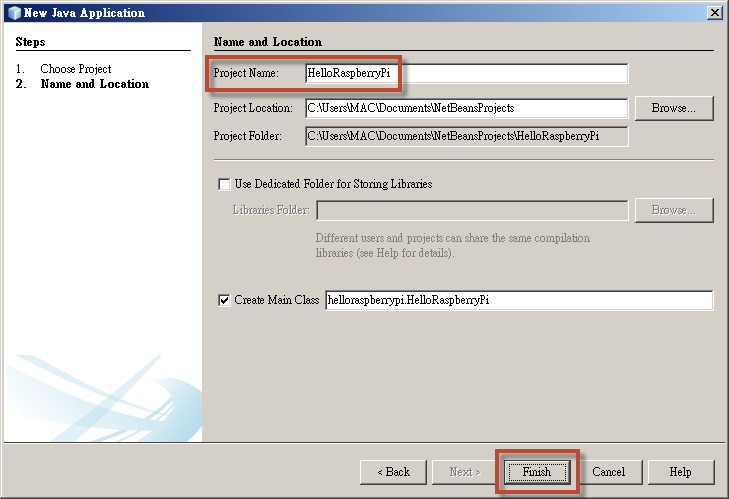 New Java Application
Steps
1. Choose Project
2. Name and Location
Name and Location
Project Name: HelloRaspberryPi
Project Location: C:\Users\MAC\Documents\NetBeansProjects Browse...
Project Folder: C:\Users\MAC\Documents\NetBeansProjects\HelloRaspberryPi
Use Dedicated Folder for Storing Libraries
Libraries Folder: Browse...
Different users and projects can share the same compilation
libraries (see Help for details).
Create Main Class helloraspberrypi.HelloRaspberryPi
< Back Next > Finish Cancel Help